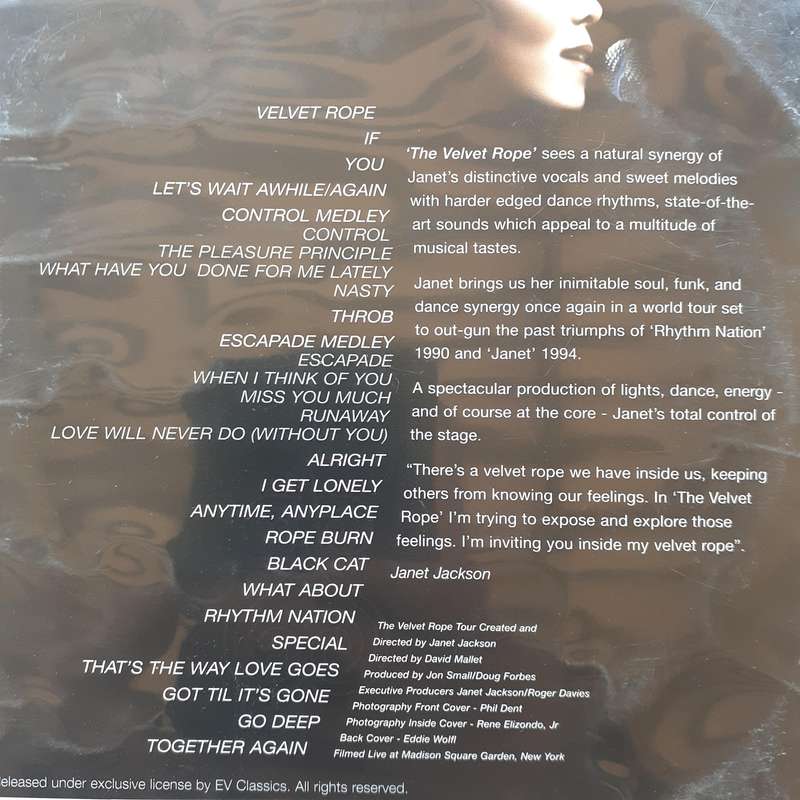 VELVET ROPE
IF
YOU
LET'S WAIT AWHILE/AGAIN
CONTROL MEDLEY
CONTROL
THE PLEASURE PRINCIPLE
WHAT HAVE YOU DONE FOR ME LATELY
NASTY
THROB
ESCAPADE MEDLEY
ESCAPADE
WHEN I THINK OF YOU
MISS YOU MUCH
RUNAWAY
LOVE WILL NEVER DO (WITHOUT YOU)
ALRIGHT
I GET LONELY
ANYTIME, ANYPLACE
ROPE BURN
BLACK CAT
WHAT ABOUT
RHYTHM NATION
SPECIAL
THAT'S THE WAY LOVE GOES
GOT TIL IT'S GONE
GO DEEP
TOGETHER AGAIN
'The Velvet Rope' sees a natural synergy of
Janet's distinctive vocals and sweet melodies
with harder edged dance rhythms, state-of-the-
art sounds which appeal to a multitude of
musical tastes.
Janet brings us her inimitable soul, funk, and
dance synergy once again in a world tour set
to out-gun the past triumphs of 'Rhythm Nation'
1990 and 'Janet' 1994.
A spectacular production of lights, dance, energy -
and of course at the core - Janet's total control of
the stage.
"There's a velvet rope we have inside us, keeping
others from knowing our feelings. In 'The Velvet
Rope' I'm trying to expose and explore those
feelings. I'm inviting you inside my velvet rope".
Janet Jackson
The Velvet Rope Tour Created and
Directed by Janet Jackson
Directed by David Mallet
Produced by Jon Small/Doug Forbes
Executive Producers Janet Jackson/Roger Davies
Photography Front Cover - Phil Dent
Photography Inside Cover - Rene Elizondo, Jr
Back Cover - Eddie Wolfl
Filmed Live at Madison Square Garden, New York
eleased under exclusive license by EV Classics. All rights reserved.